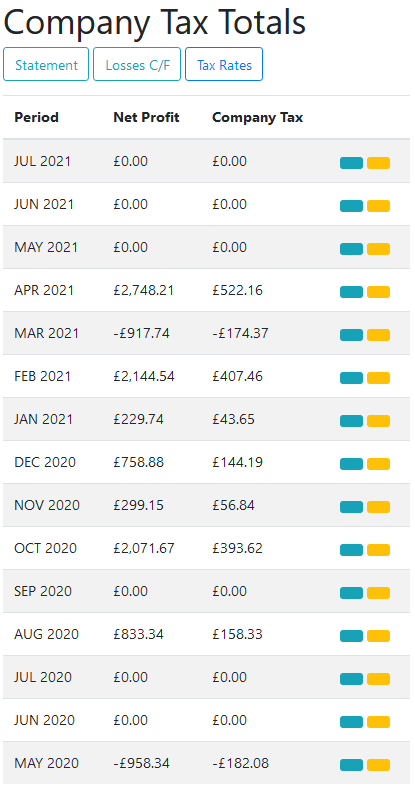 Company Tax Totals
Statement Losses C/F Tax Rates
Period Net Profit Company Tax
JUL 2021 £0.00 £0.00
JUN 2021 £0.00 £0.00
MAY 2021 £0.00 £0.00
APR 2021 £2,748.21 £522.16
MAR 2021 -£917.74 -£174.37
FEB 2021 £2,144.54 £407.46
JAN 2021 £229.74 £43.65
DEC 2020 £758.88 £144.19
NOV 2020 £299.15 £56.84
OCT 2020 £2,071.67 £393.62
SEP 2020 £0.00 £0.00
AUG 2020 £833.34 £158.33
JUL 2020 £0.00 £0.00
JUN 2020 £0.00 £0.00
MAY 2020 -£958.34 -£182.08